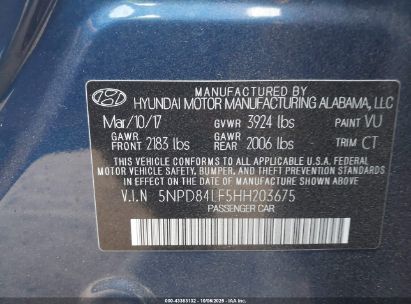 MANUFACTURED BY
HYUNDAI MOTOR MANUFACTURING ALABAMA, LLC
Mar/10/17 GVWR 3924 lbs PAINT VU
GAWR FRONT 2183 lbs GAWR REAR 2006 lbs TRIM CT
THIS VEHICLE CONFORMS TO ALL APPLICABLE U.S. FEDERAL
MOTOR VEHICLE SAFETY, BUMPER, AND THEFT PREVENTION
STANDARDS IN EFFECT ON THE DATE OF MANUFACTURE SHOWN ABOVE.
V.I.N 5NPD84LF5HH203675
PASSENGER CAR